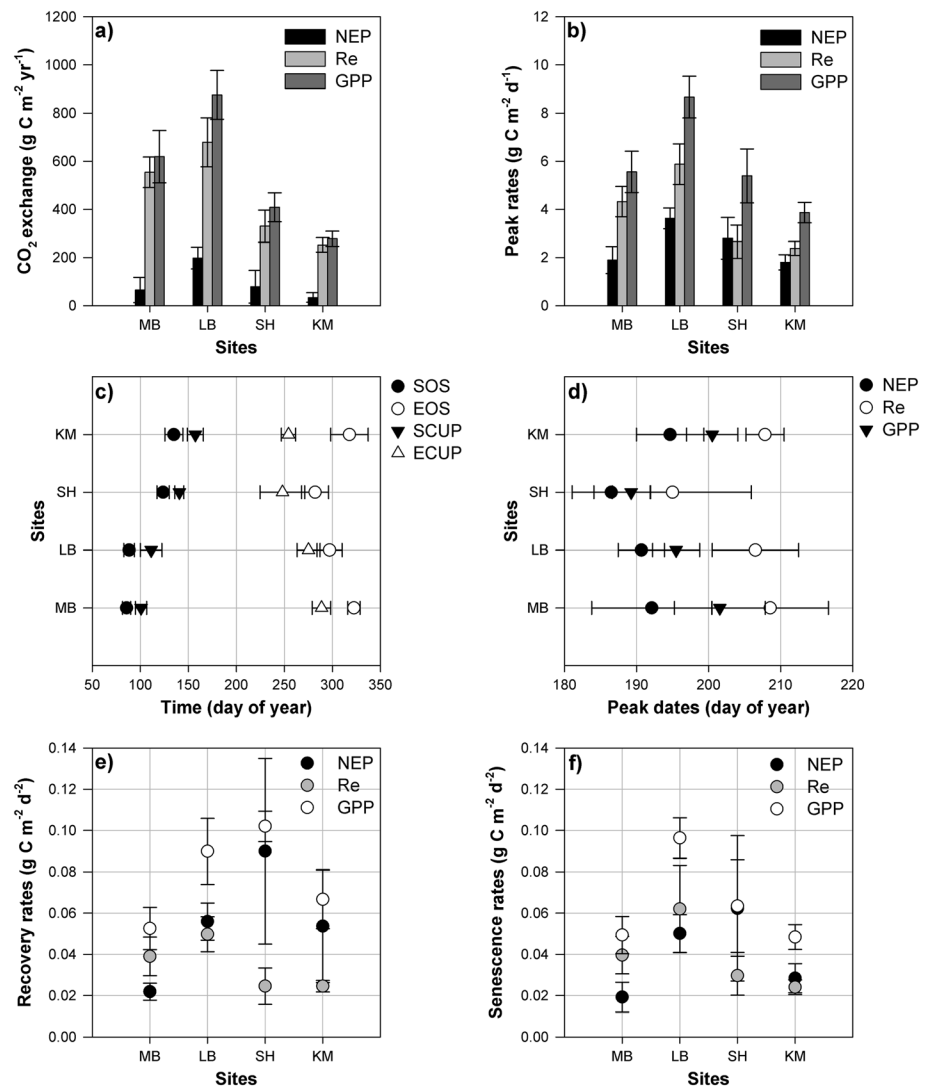 a)
NEP
Re
GPP
CO2 exchange (g C m-2 yr-1)
1200
1000
800
600
400
200
0
MB LB SH KM
Sites
b)
NEP
Re
GPP
Peak rates (g C m-2 d-1)
12
10
8
6
4
2
0
MB LB SH KM
Sites
c)
SOS
EOS
SCUP
ECUP
Sites
KM
SH
LB
MB
50 100 150 200 250 300 350
Time (day of year)
d)
NEP
Re
GPP
Sites
KM
SH
LB
MB
180 190 200 210 220
Peak dates (day of year)
e)
NEP
Re
GPP
Recovery rates (g C m-2 d-2)
0.14
0.12
0.10
0.08
0.06
0.04
0.02
0.00
MB LB SH KM
Sites
f)
NEP
Re
GPP
Senescence rates (g C m-2 d-2)
0.14
0.12
0.10
0.08
0.06
0.04
0.02
0.00
MB LB SH KM
Sites